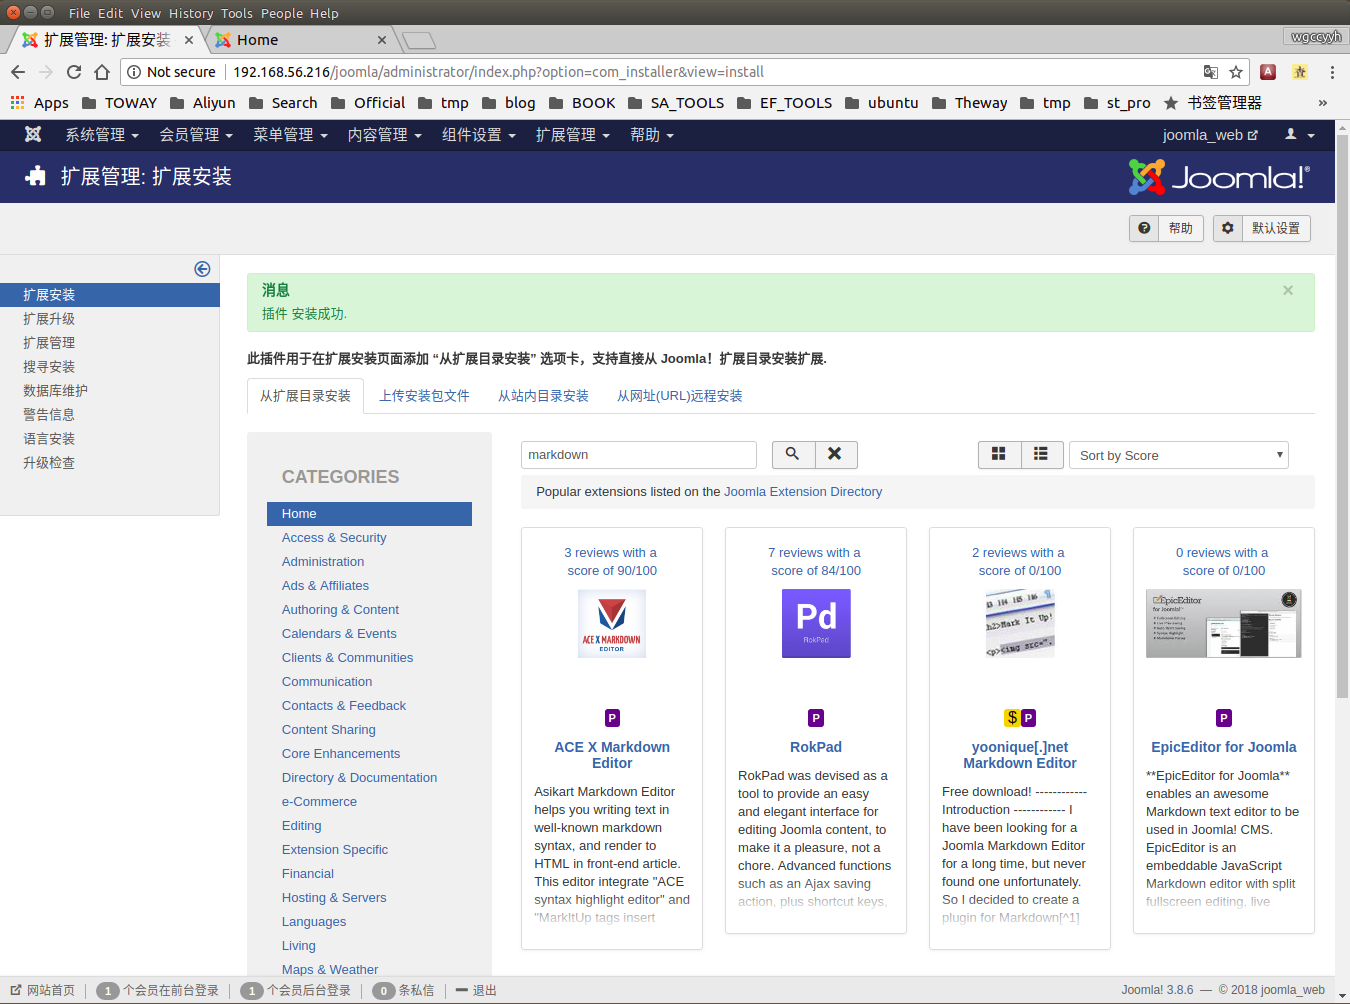 File Edit View History Tools People Help
扩展管理: 扩展安装
Home
wgccyyh
Not secure 192.168.56.216/joomla/administrator/index.php?option=com_installer&view=install
Apps TOWAY Aliyun Search Official tmp blog BOOK SA_TOOLS EF_TOOLS ubuntu Theway tmp st_pro 书签管理器 »
系统管理 会员管理 菜单管理 内容管理 组件设置 扩展管理 帮助 joomla_web
扩展管理: 扩展安装
Joomla!®
帮助 默认设置
扩展安装
扩展升级
扩展管理
搜寻安装
数据库维护
警告信息
语言安装
升级检查
消息
插件 安装成功.
此插件用于在扩展安装页面添加 “从扩展目录安装” 选项卡，支持直接从 Joomla！扩展目录安装扩展.
从扩展目录安装 上传安装包文件 从站内目录安装 从网址(URL)远程安装
CATEGORIES
Home
Access & Security
Administration
Ads & Affiliates
Authoring & Content
Calendars & Events
Clients & Communities
Communication
Contacts & Feedback
Content Sharing
Core Enhancements
Directory & Documentation
e-Commerce
Editing
Extension Specific
Financial
Hosting & Servers
Languages
Living
Maps & Weather
markdown
Sort by Score
Popular extensions listed on the Joomla Extension Directory
3 reviews with a
score of 90/100
ACE X MARKDOWN
EDITOR
P
ACE X Markdown
Editor
Asikart Markdown Editor
helps you writing text in
well-known markdown
syntax, and render to
HTML in front-end article.
This editor integrate "ACE
syntax highlight editor" and
"MarkItUp tags insert
7 reviews with a
score of 84/100
Pd
RokPad
P
RokPad
RokPad was devised as a
tool to provide an easy
and elegant interface for
editing Joomla content, to
make it a pleasure, not a
chore. Advanced functions
such as an Ajax saving
action, plus shortcut keys,
2 reviews with a
score of 0/100
114 115 116
h2>Mark It Up!
<p><img src=".
$ P
yoonique[.]net
Markdown Editor
Free download! ------------
Introduction ------------ I
have been looking for a
Joomla Markdown Editor
for a long time, but never
found one unfortunately.
So I decided to create a
plugin for Markdown[^1]
0 reviews with a
score of 0/100
EpicEditor
for Joomla!
P
EpicEditor for Joomla
**EpicEditor for Joomla**
enables an awesome
Markdown text editor to be
used in Joomla! CMS.
EpicEditor is an
embeddable JavaScript
Markdown editor with split
fullscreen editing, live
网站首页 1 个会员在前台登录 1 个会员后台登录 0 条私信 退出
Joomla! 3.8.6 — © 2018 joomla_web